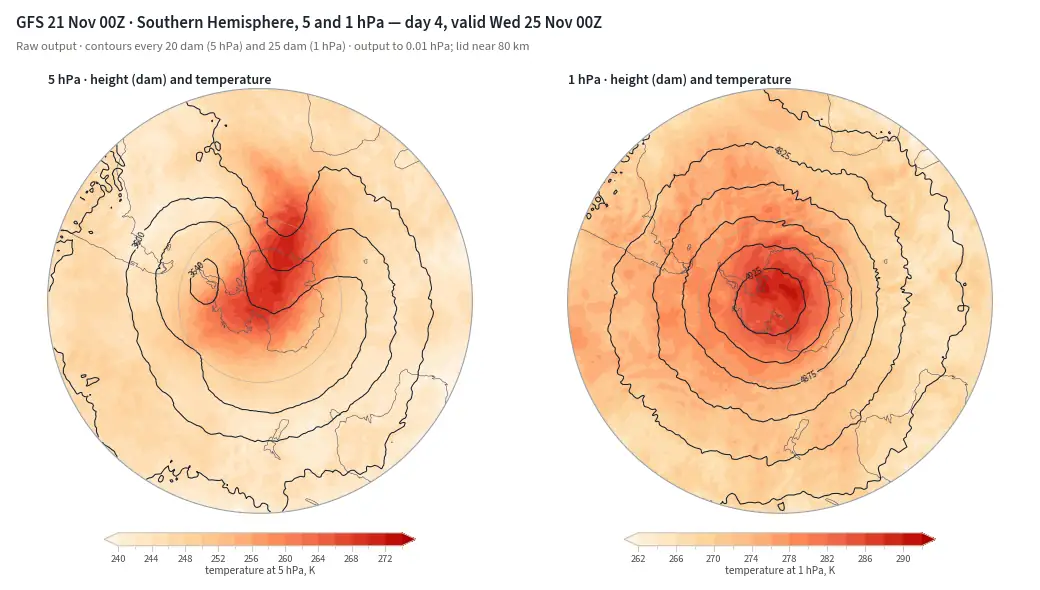 GFS 21 Nov 00Z · Southern Hemisphere, 5 and 1 hPa — day 4, valid Wed 25 Nov 00Z
Raw output · contours every 20 dam (5 hPa) and 25 dam (1 hPa) · output to 0.01 hPa; lid near 80 km
5 hPa · height (dam) and temperature
1 hPa · height (dam) and temperature
4825
4875
240 244 248 252 256 260 264 268 272
temperature at 5 hPa, K
262 266 270 274 278 282 286 290
temperature at 1 hPa, K